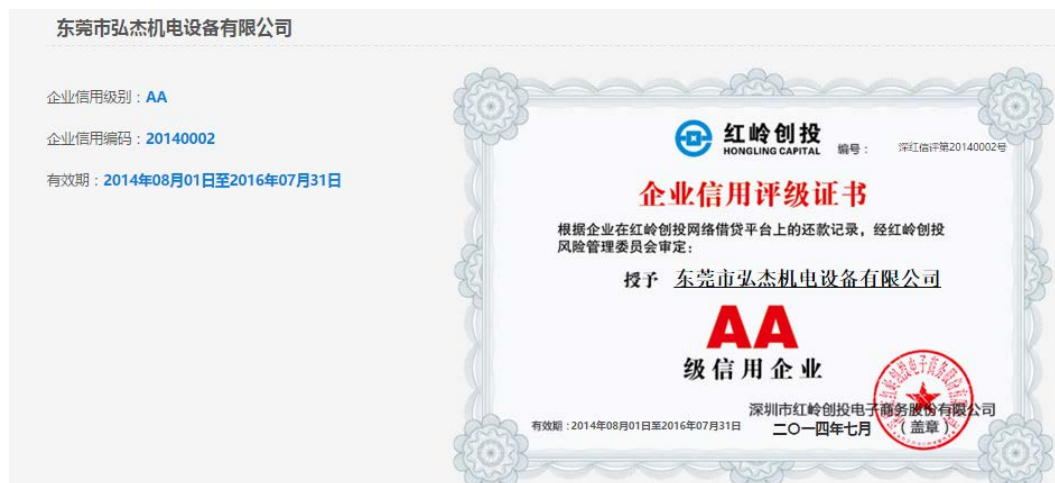 东莞市弘杰机电设备有限公司
企业信用级别：AA
企业信用编码：20140002
有效期：2014年08月01日至2016年07月31日
红岭创投
HONGLING CAPITAL
编号： 深红信评第20140002号
企业信用评级证书
根据企业在红岭创投网络借贷平台上的还款记录，经红岭创投
风险管理委员会审定：
授予 东莞市弘杰机电设备有限公司
AA
级信用企业
深圳市红岭创投电子商务股份有限公司
有效期：2014年08月01日至2016年07月31日
二〇一四年七月 （盖章）